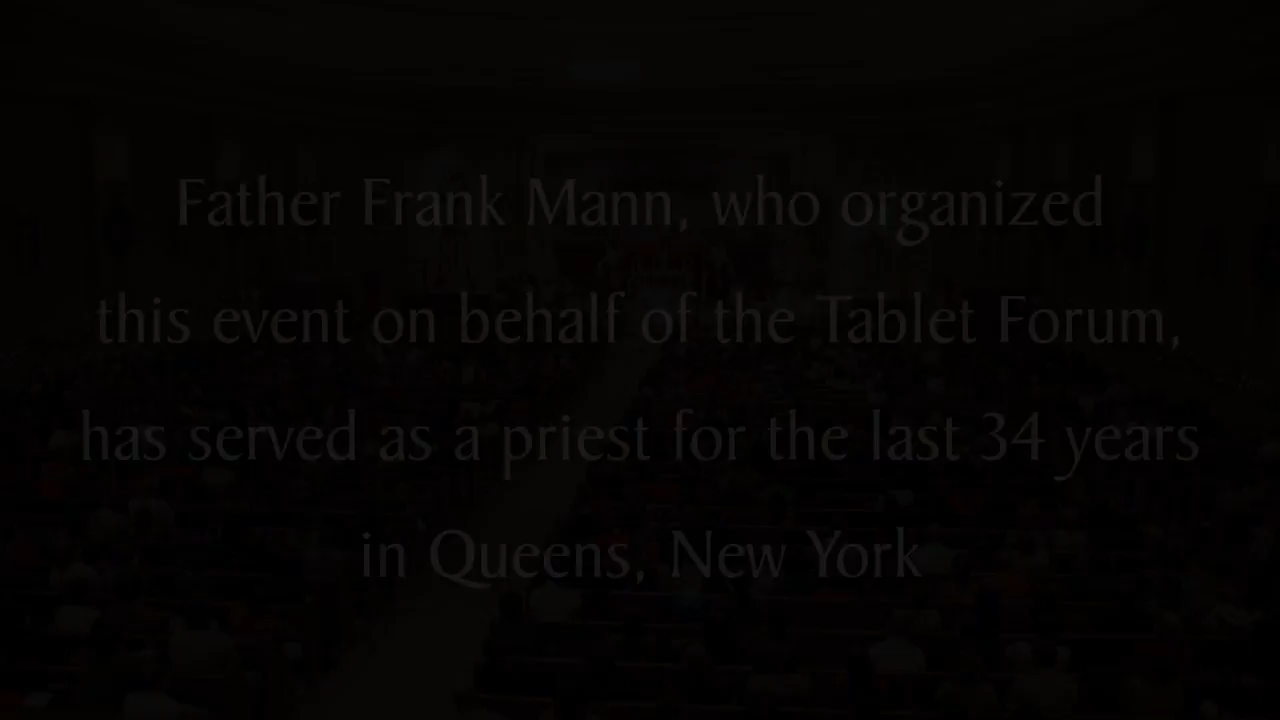 Father Frank Mann, who organized
this event on behalf of the Tablet Forum,
has served as a priest for the last 34 years
in Queens, New York